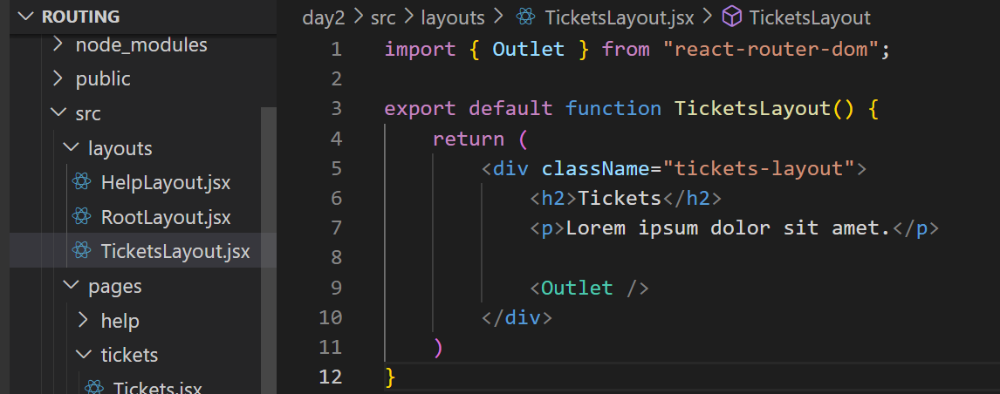 ROUTING
node_modules
public
src
layouts
HelpLayout.jsx
RootLayout.jsx
TicketsLayout.jsx
pages
help
tickets
Tickets.jsx
day2 > src > layouts > TicketsLayout.jsx > TicketsLayout
1 import { Outlet } from "react-router-dom";
2
3 export default function TicketsLayout() {
4     return (
5         <div className="tickets-layout">
6             <h2>Tickets</h2>
7             <p>Lorem ipsum dolor sit amet.</p>
8
9             <Outlet />
10         </div>
11     )
12 }